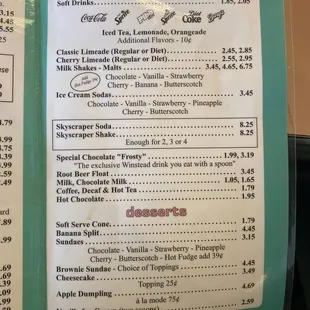 Soft Drinks 1.85, 2.05
Coca-Cola Sprite Diet Coke
Iced Tea, Lemonade, Orangeade
Additional Flavors - 10¢
Classic Limeade (Regular or Diet) 2.45, 2.85
Cherry Limeade (Regular or Diet) 2.55, 2.95
Milk Shakes - Malts 3.45, 4.65, 6.75
Chocolate - Vanilla - Strawberry
Cherry - Banana - Butterscotch
Ice Cream Sodas 3.45
Chocolate - Vanilla - Strawberry - Pineapple
Cherry - Butterscotch
Skyscraper Soda 8.25
Skyscraper Shake 8.25
Enough for 2, 3 or 4
Special Chocolate "Frosty" 1.99, 3.19
"The exclusive Winstead drink you eat with a spoon"
Root Beer Float 3.45
Milk, Chocolate Milk 1.05, 1.65
Coffee, Decaf & Hot Tea 1.79
Hot Chocolate 1.95
desserts
Soft Serve Cone 1.79
Banana Split 4.45
Sundaes 3.15
Chocolate - Vanilla - Strawberry - Pineapple
Cherry - Butterscotch - Hot Fudge add 39¢
Brownie Sundae - Choice of Toppings 4.45
Cheesecake 3.49
Topping 25¢
Apple Dumpling 4.69
à la mode 75¢
2.59